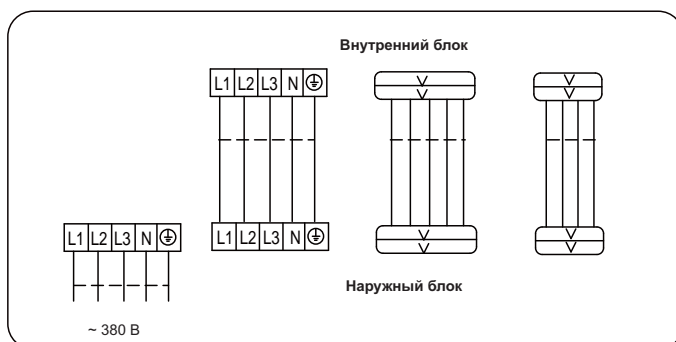 Внутренний блок
L1 L2 L3 N
L1 L2 L3 N
L1 L2 L3 N
Наружный блок
~ 380 В